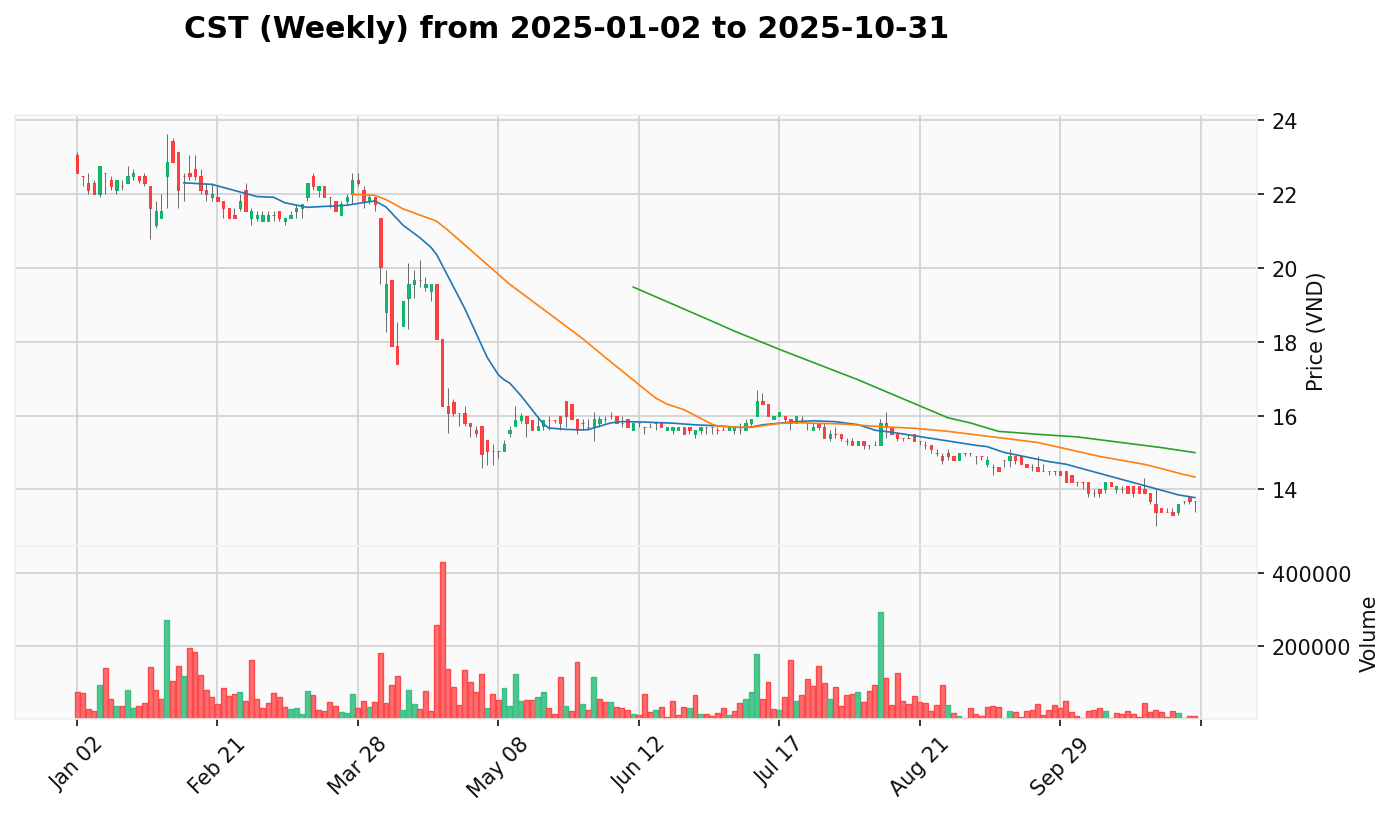 CST (Weekly) from 2025-01-02 to 2025-10-31
24
22
20
18
16
14
Price (VND)
400000
200000
Volume
Jan 02
Feb 21
Mar 28
May 08
Jun 12
Jul 17
Aug 21
Sep 29